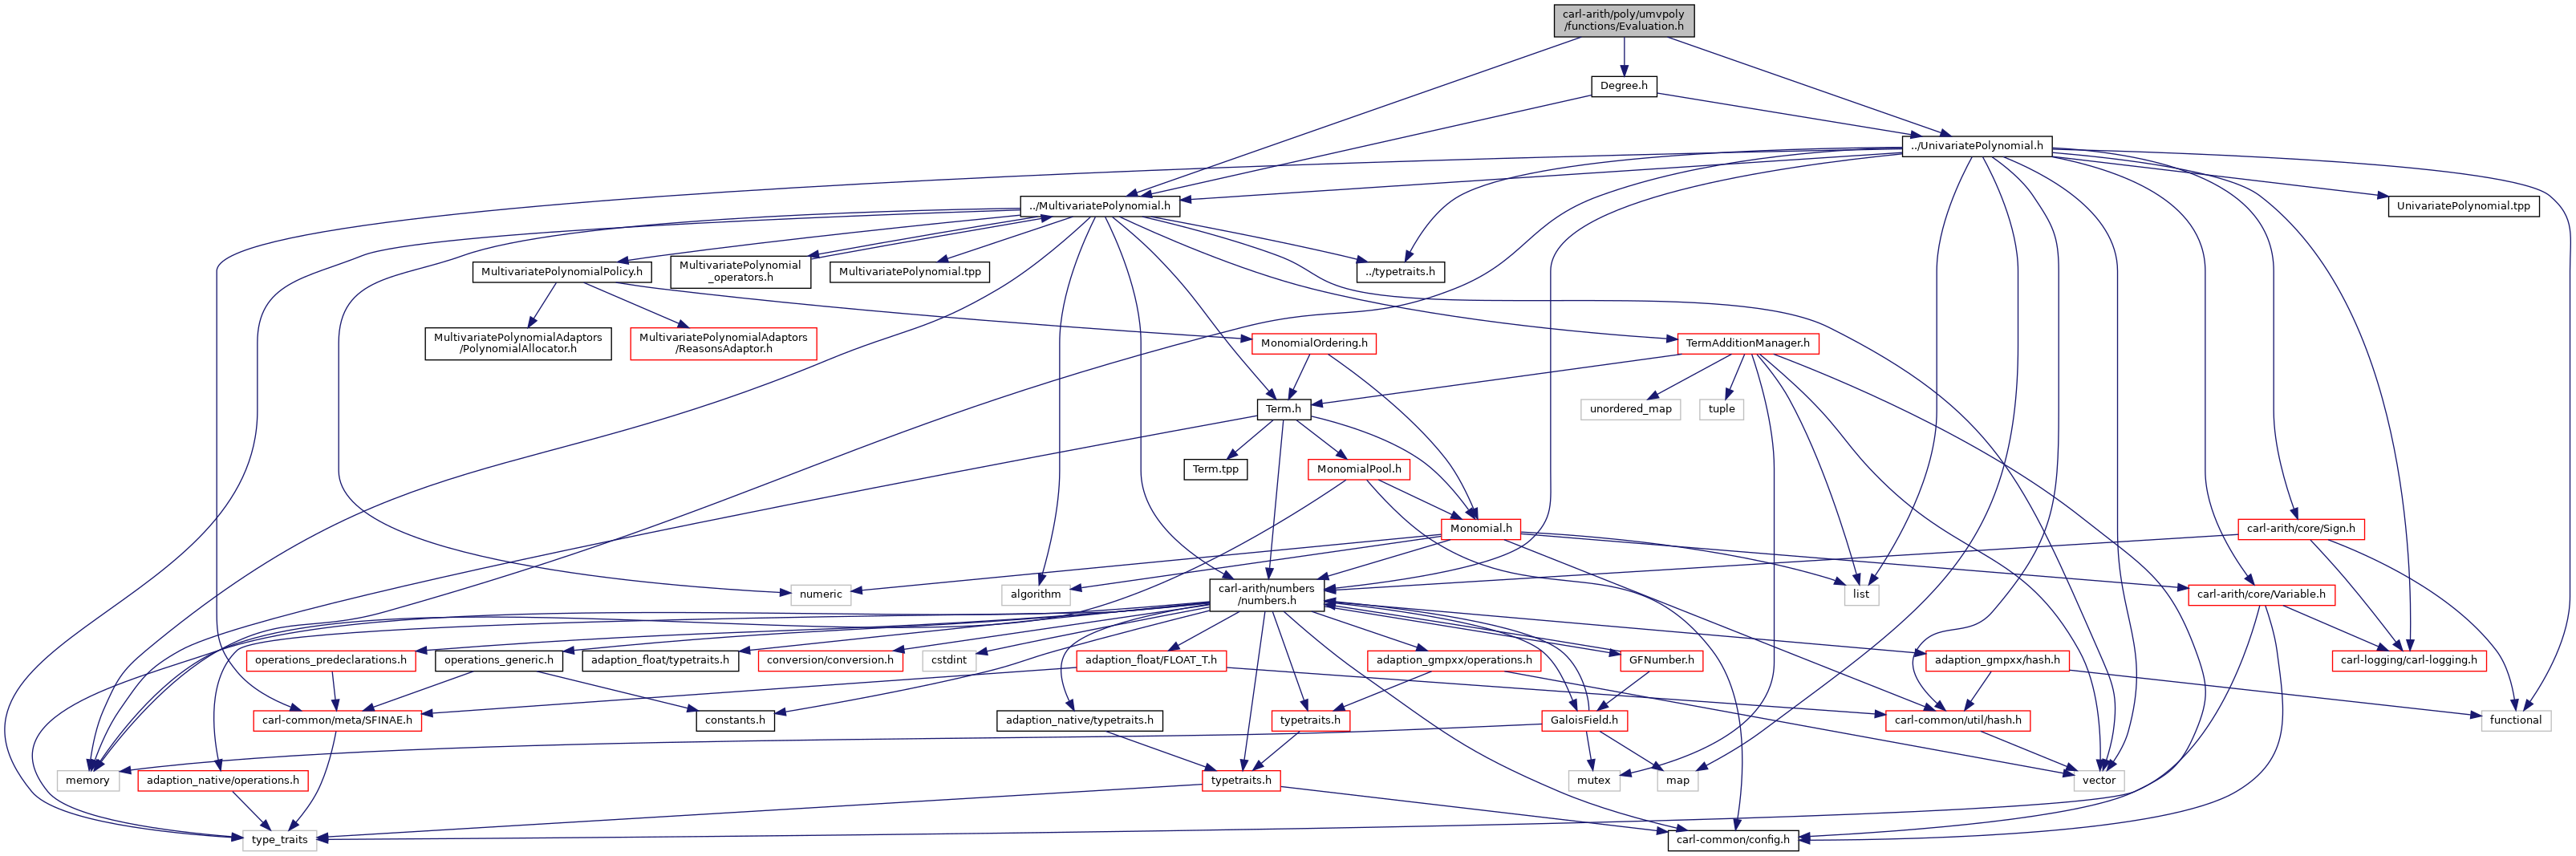 carl-arith/poly/umvpoly
/functions/Evaluation.h
Degree.h
../UnivariatePolynomial.h
../MultivariatePolynomial.h
UnivariatePolynomial.tpp
MultivariatePolynomialPolicy.h
MultivariatePolynomial
_operators.h
MultivariatePolynomial.tpp
../typetraits.h
MultivariatePolynomialAdaptors
/PolynomialAllocator.h
MultivariatePolynomialAdaptors
/ReasonsAdaptor.h
MonomialOrdering.h
TermAdditionManager.h
Term.h
unordered_map
tuple
Term.tpp
MonomialPool.h
Monomial.h
carl-arith/core/Sign.h
numeric
algorithm
carl-arith/numbers
/numbers.h
list
carl-arith/core/Variable.h
operations_predeclarations.h
operations_generic.h
adaption_float/typetraits.h
conversion/conversion.h
cstdint
adaption_float/FLOAT_T.h
adaption_gmpxx/operations.h
GFNumber.h
adaption_gmpxx/hash.h
carl-logging/carl-logging.h
carl-common/meta/SFINAE.h
constants.h
adaption_native/typetraits.h
typetraits.h
GaloisField.h
carl-common/util/hash.h
functional
memory
adaption_native/operations.h
typetraits.h
mutex
map
vector
type_traits
carl-common/config.h